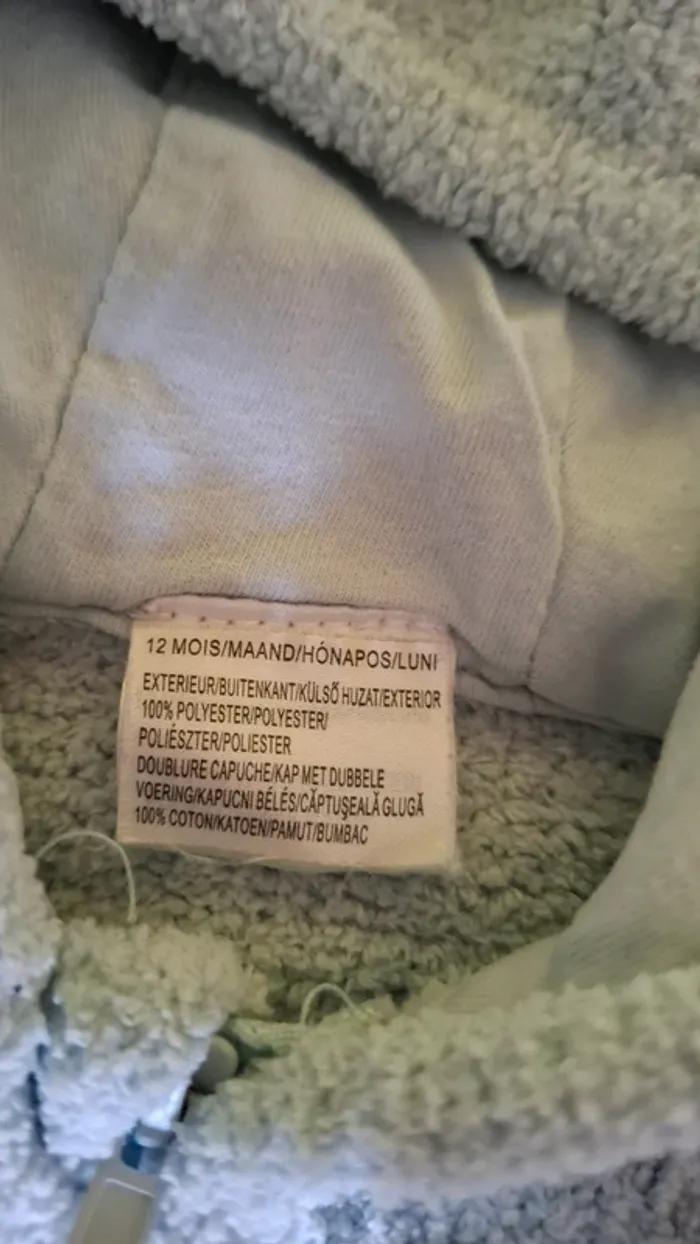 12 MOIS/MAAND/HÓNAPOS/LUNI
EXTERIEUR/BUITENKANT/KÜLSŐ HUZAT/EXTERIOR
100% POLYESTER/POLYESTER/
POLIÉSZTER/POLIESTER
DOUBLURE CAPUCHE/KAP MET DUBBELE
VOERING/KAPUCNI BÉLÉS/CĂPTUŞEALĂ GLUGĂ
100% COTON/KATOEN/PAMUT/BUMBAC